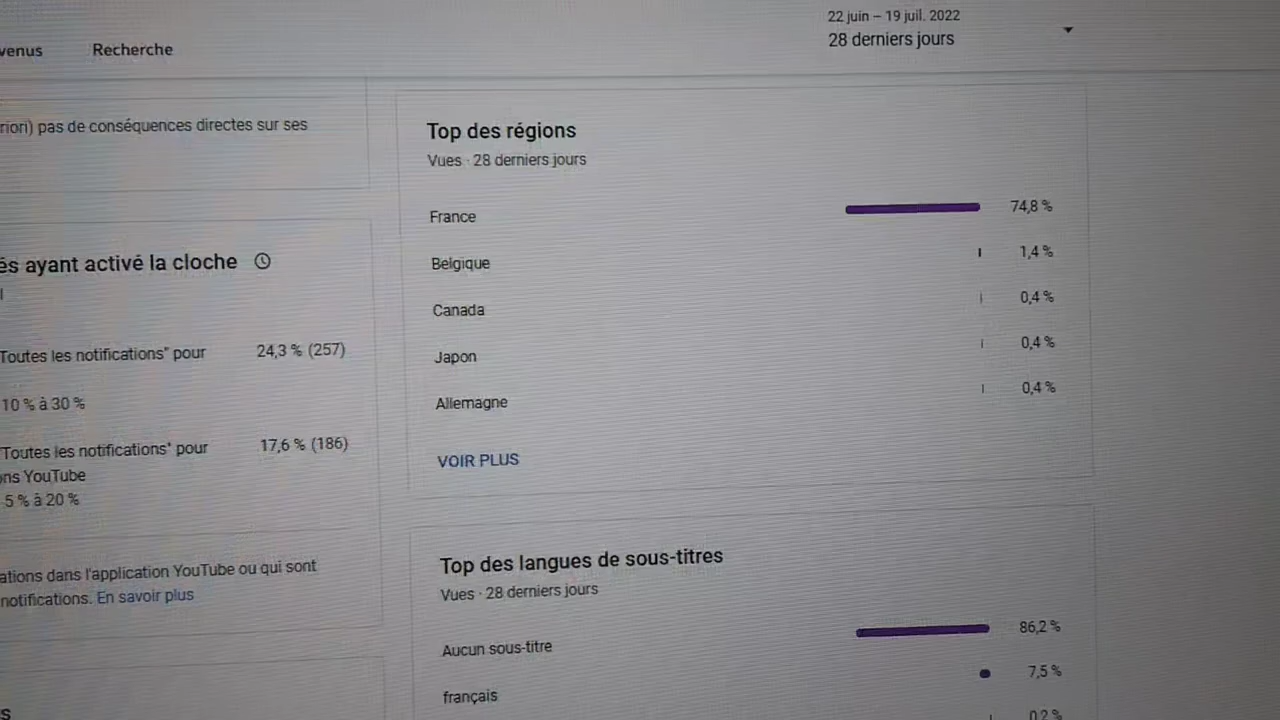 venus Recherche
22 juin – 19 juil. 2022
28 derniers jours
riori) pas de conséquences directes sur ses
és ayant activé la cloche
Toutes les notifications" pour 24,3 % (257)
10 % à 30 %
"Toutes les notifications" pour 17,6 % (186)
ons YouTube
5 % à 20 %
ations dans l'application YouTube ou qui sont
notifications. En savoir plus
Top des régions
Vues · 28 derniers jours
France 74,8 %
Belgique 1,4 %
Canada 0,4 %
Japon 0,4 %
Allemagne 0,4 %
VOIR PLUS
Top des langues de sous-titres
Vues · 28 derniers jours
Aucun sous-titre 86,2 %
français 7,5 %
0,2 %